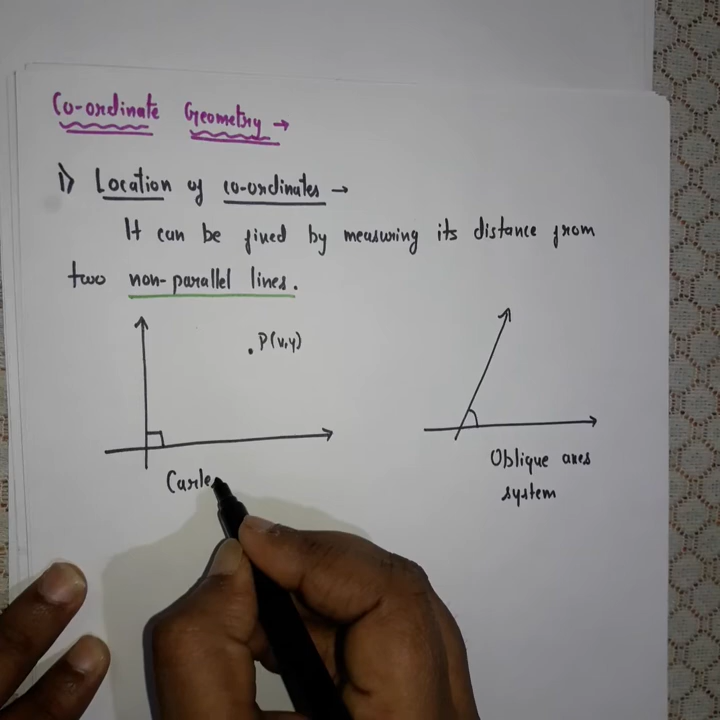 Co-ordinate Geometry →
i) Location of co-ordinates →
It can be fixed by measuring its distance from
two non-parallel lines.
P(x,y)
Carte
Oblique axes
system